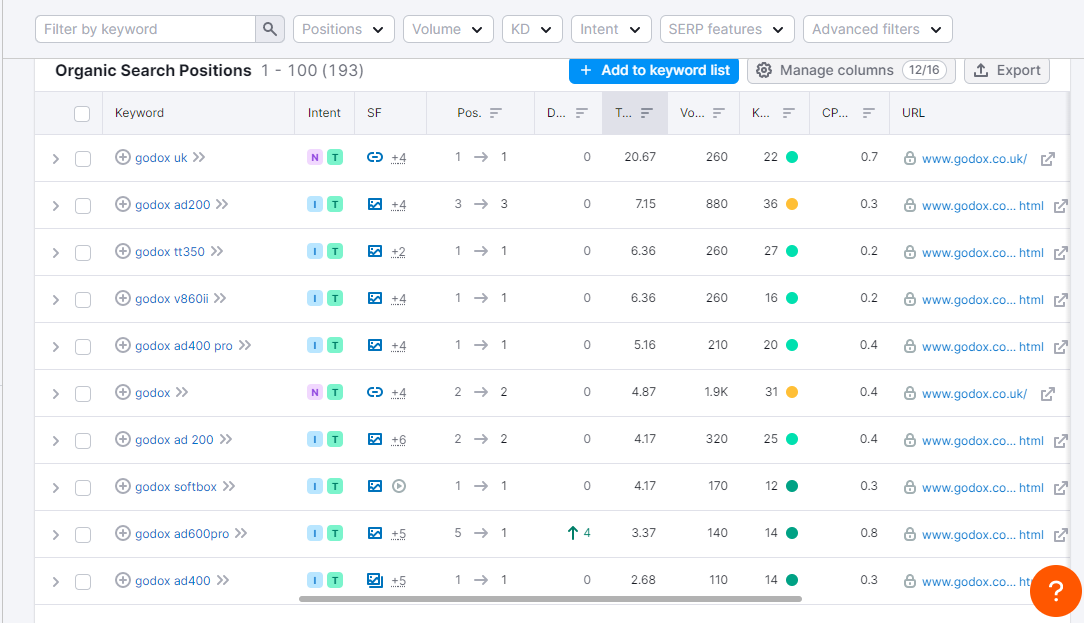 Filter by keyword Positions Volume KD Intent SERP features Advanced filters
Organic Search Positions 1 - 100 (193) + Add to keyword list Manage columns 12/16 Export
Keyword Intent SF Pos. D... T... Vo... K... CP... URL
godox uk N T +4 1 → 1 0 20.67 260 22 0.7 www.godox.co.uk/
godox ad200 I T +4 3 → 3 0 7.15 880 36 0.3 www.godox.co... html
godox tt350 I T +2 1 → 1 0 6.36 260 27 0.2 www.godox.co... html
godox v860ii I T +4 1 → 1 0 6.36 260 16 0.2 www.godox.co... html
godox ad400 pro I T +4 1 → 1 0 5.16 210 20 0.4 www.godox.co... html
godox N T +4 2 → 2 0 4.87 1.9K 31 0.4 www.godox.co.uk/
godox ad 200 I T +6 2 → 2 0 4.17 320 25 0.4 www.godox.co... html
godox softbox I T 1 → 1 0 4.17 170 12 0.3 www.godox.co... html
godox ad600pro I T +5 5 → 1 ↑ 4 3.37 140 14 0.8 www.godox.co... html
godox ad400 I T +5 1 → 1 0 2.68 110 14 0.3 www.godox.co... ht
?